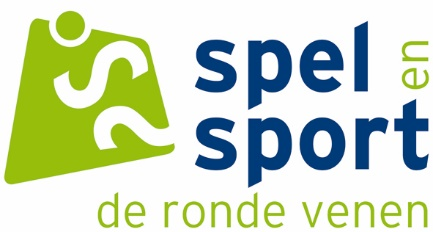 spel en
sport
de ronde venen